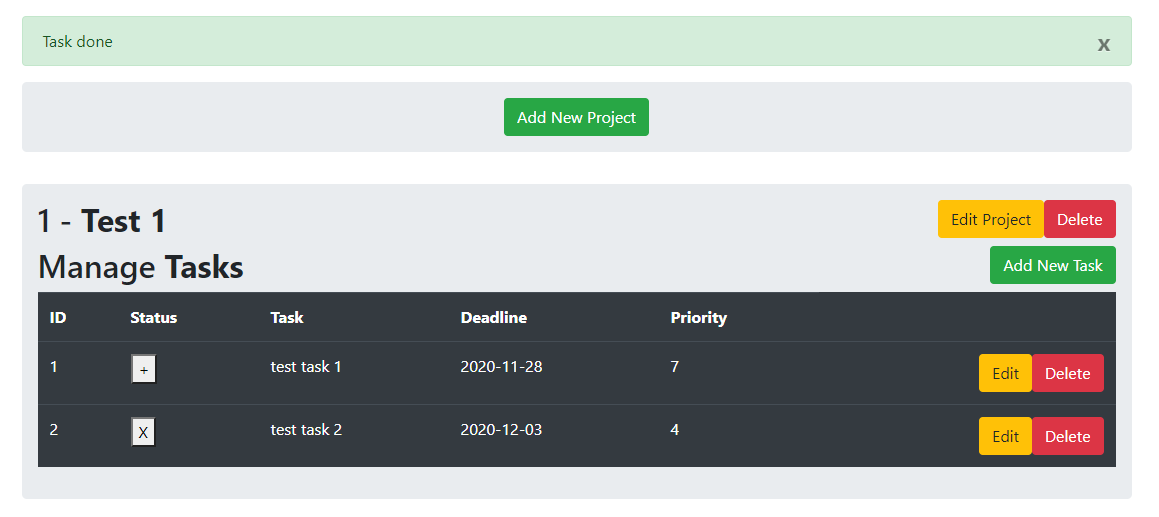 Task done x
Add New Project
1 - Test 1 Edit Project Delete
Manage Tasks Add New Task
ID Status Task Deadline Priority
1 + test task 1 2020-11-28 7 Edit Delete
2 X test task 2 2020-12-03 4 Edit Delete